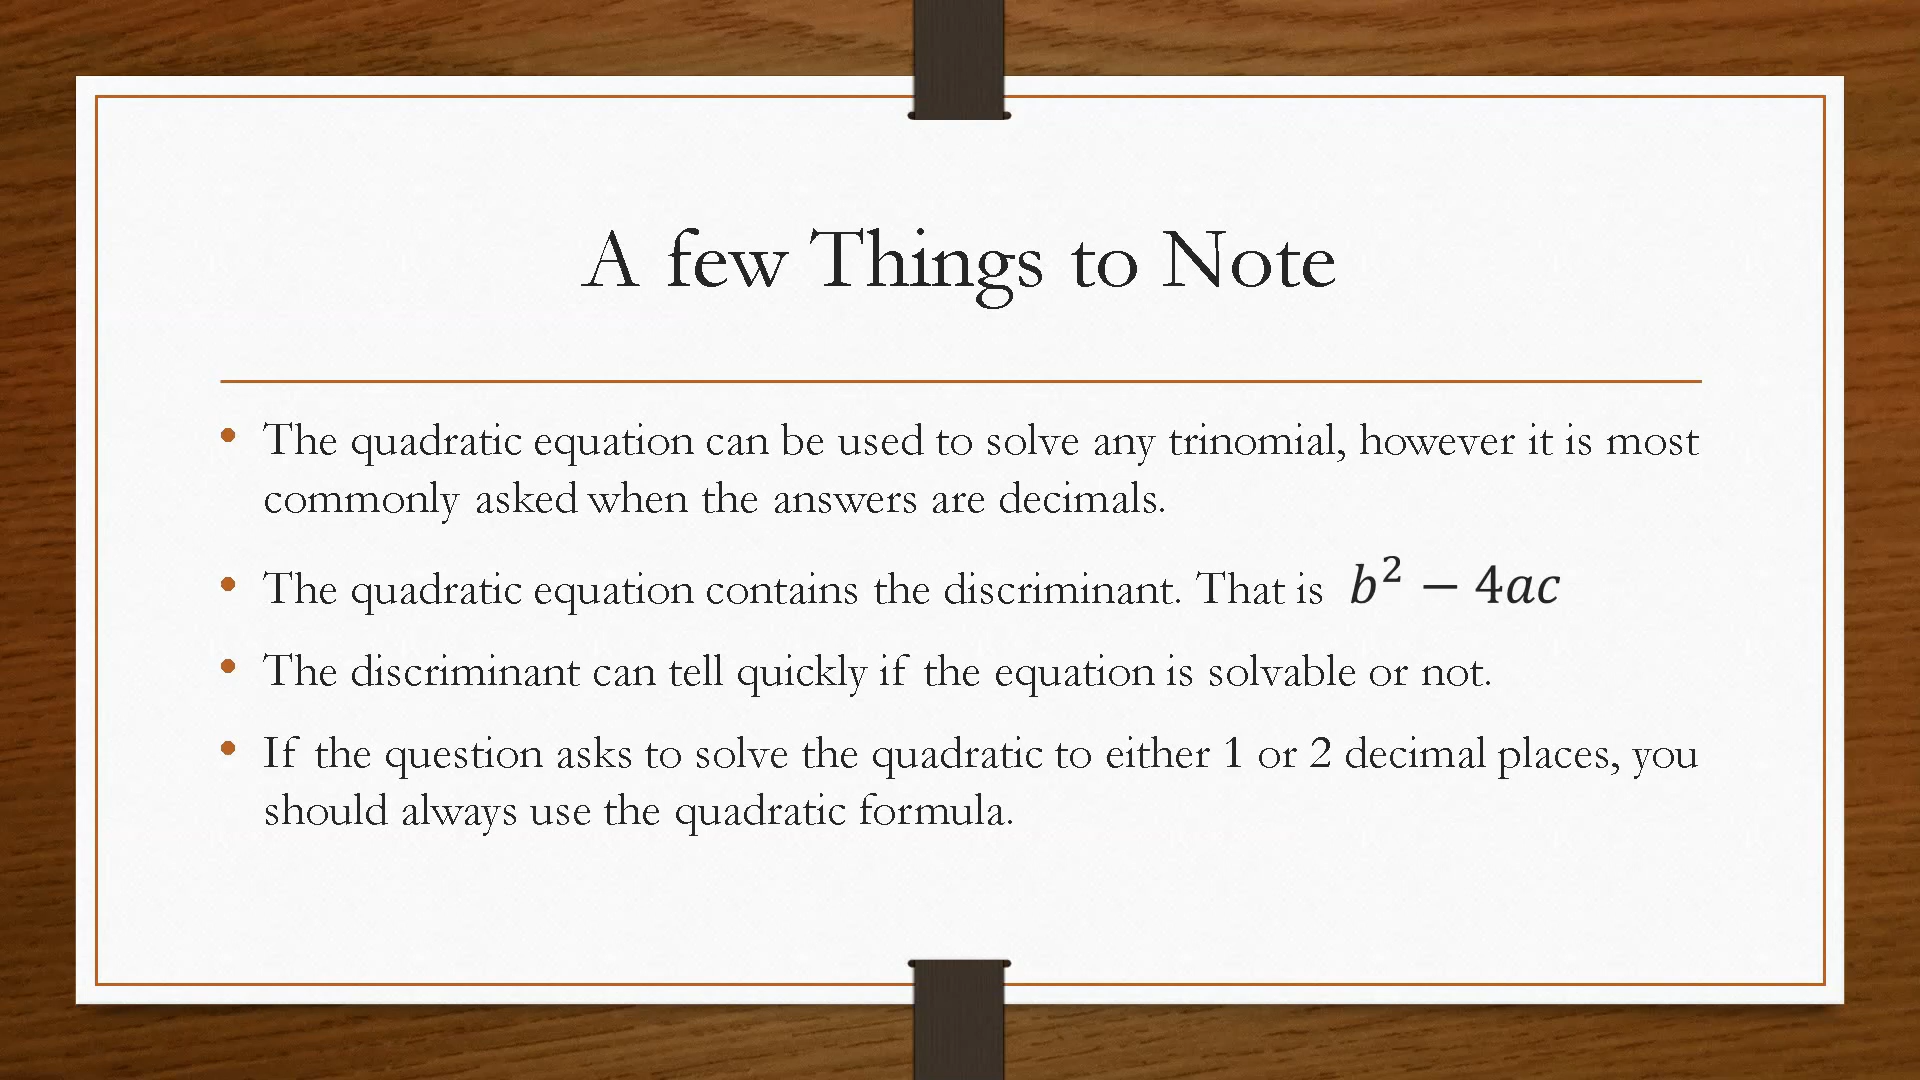 A few Things to Note
• The quadratic equation can be used to solve any trinomial, however it is most
commonly asked when the answers are decimals.
• The quadratic equation contains the discriminant. That is b² − 4ac
• The discriminant can tell quickly if the equation is solvable or not.
• If the question asks to solve the quadratic to either 1 or 2 decimal places, you
should always use the quadratic formula.